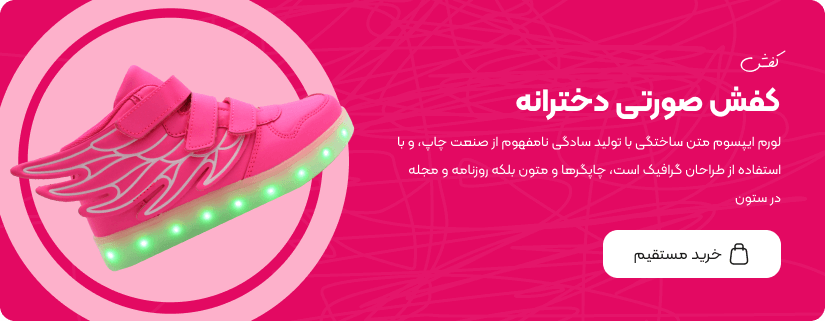 کفش
کفش صورتی دخترانه
لورم ایپسوم متن ساختگی با تولید سادگی نامفهوم از صنعت چاپ، و با
استفاده از طراحان گرافیک است، چاپگرها و متون بلکه روزنامه و مجله
در ستون
خرید مستقیم